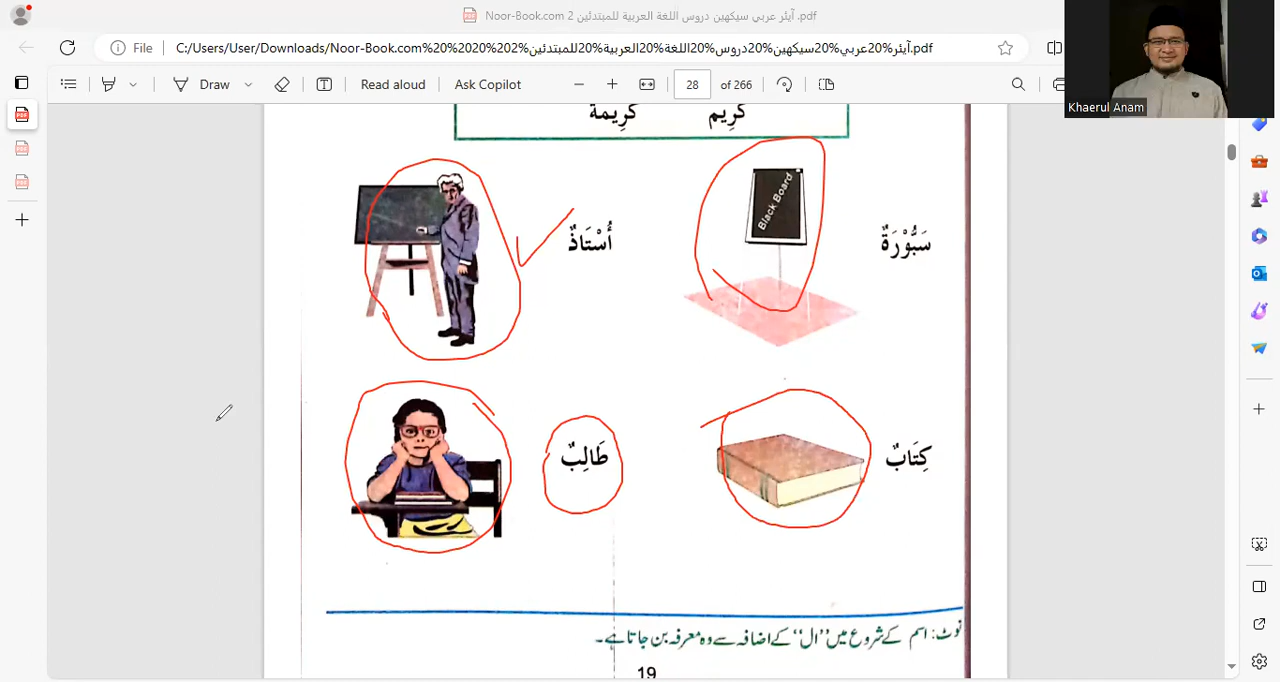 Noor-Book.com آيئر عربي سيكهين دروس اللغة العربية للمبتدئين 2 .pdf
File
C:/Users/User/Downloads/Noor-Book.com%20%202021%202%20آيئر%20عربي%20سيكهين%20دروس%20اللغة%20العربية%20للمبتدئين.pdf
Draw
Read aloud
Ask Copilot
28 of 266
Khaerul Anam
كَرِيم كَرِيمة
Black Board
سَبُّوْرَةٌ
أُسْتَاذٌ
كِتَابٌ
طَالِبٌ
نوٹ: اسم کے شروع میں ”ال“ کے اضافہ سے وہ معرفہ بن جاتا ہے۔
19